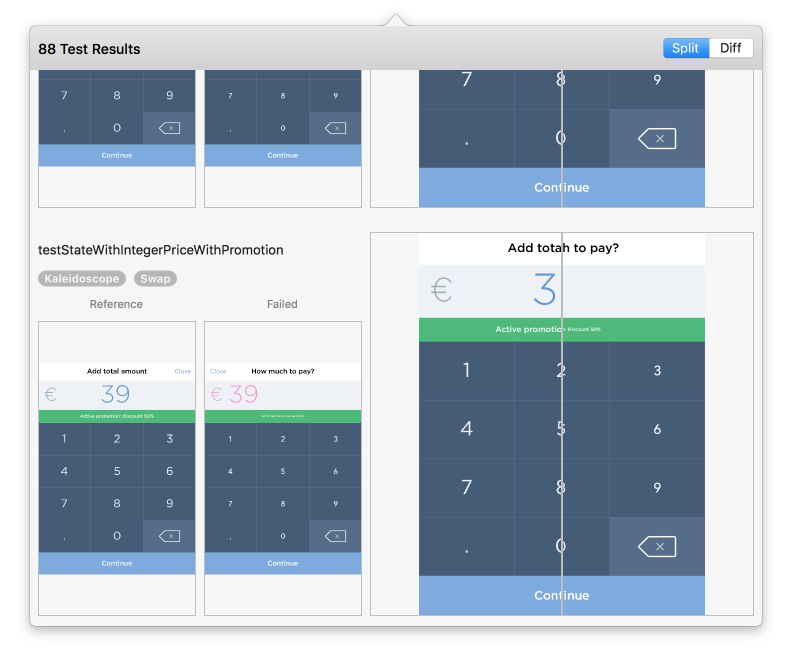 88 Test Results
Split Diff
7 8 9
. 0
Continue
7 8 9
. 0
Continue
7 8 9
. 0
Continue
testStateWithIntegerPriceWithPromotion
Kaleidoscope Swap
Reference
Failed
Add total amount Close
€ 39
Active promotion: Discount 50%
1 2 3
4 5 6
7 8 9
. 0
Continue
Close How much to pay?
€ 39
1 2 3
4 5 6
7 8 9
. 0
Continue
Add totah to pay?
€ 3
Active promotion Discount 50%
1 2 3
4 5 6
7 8 9
. 0
Continue